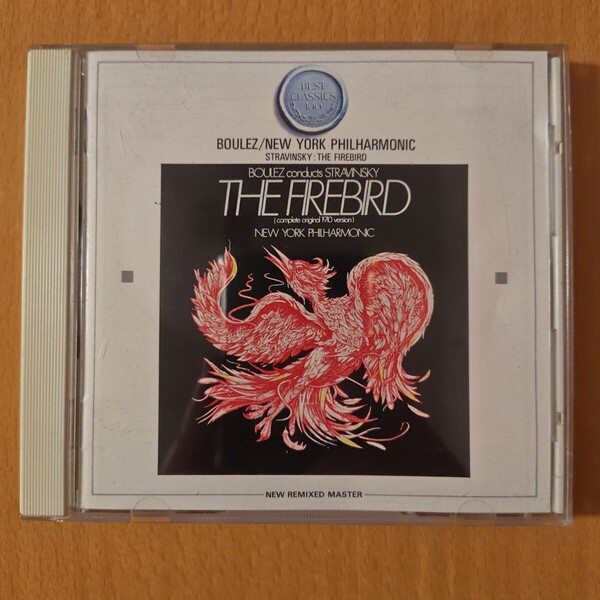 BEST
CLASSICS
100
BOULEZ/NEW YORK PHILHARMONIC
STRAVINSKY: THE FIREBIRD
BOULEZ conducts STRAVINSKY
THE FIREBIRD
(complete original 1910 version)
NEW YORK PHILHARMONIC
NEW REMIXED MASTER